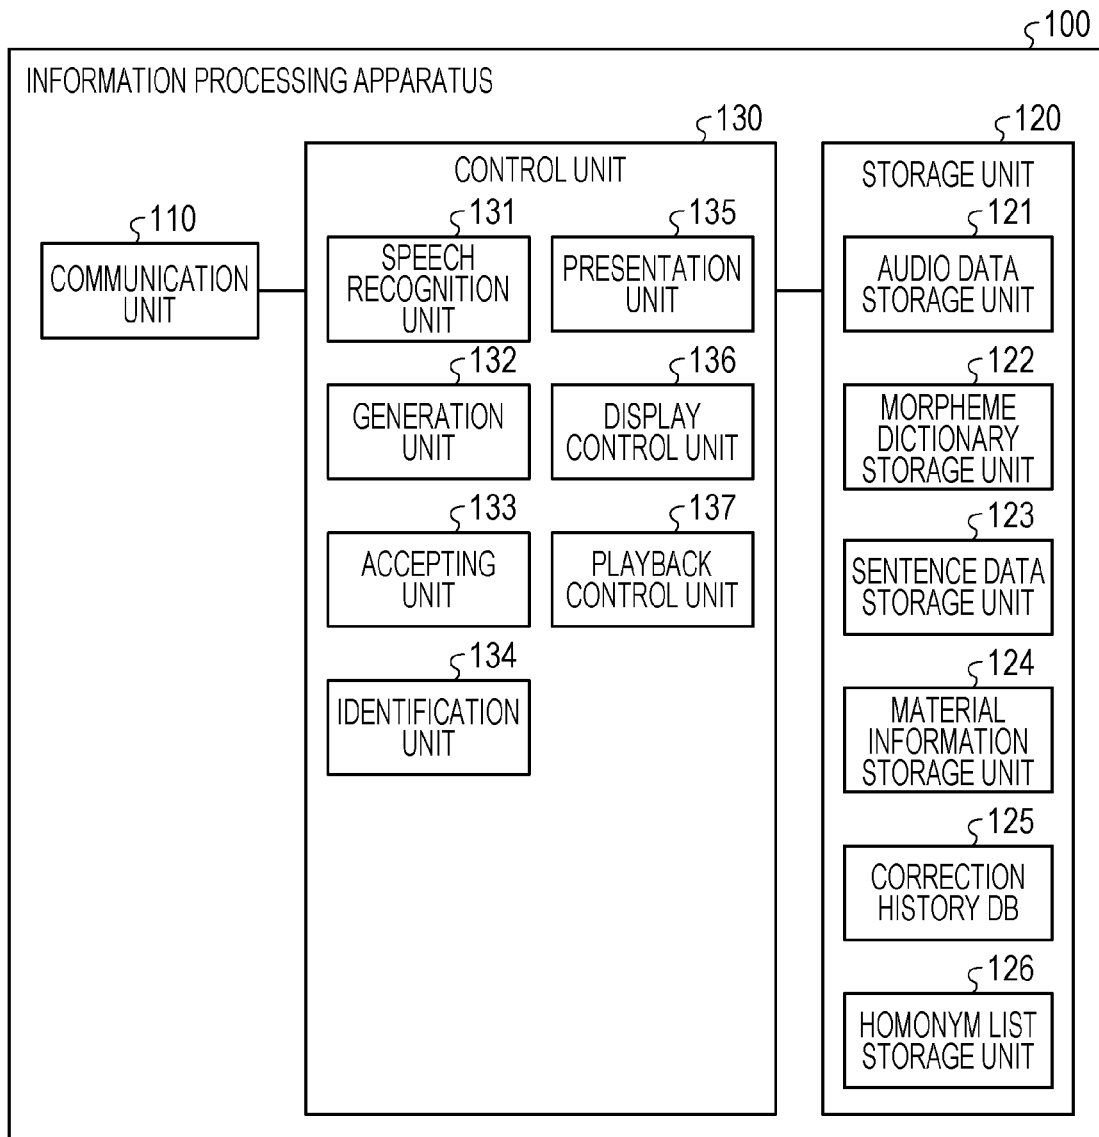 100
INFORMATION PROCESSING APPARATUS
110
COMMUNICATION
UNIT
130
CONTROL UNIT
131
SPEECH
RECOGNITION
UNIT
132
GENERATION
UNIT
133
ACCEPTING
UNIT
134
IDENTIFICATION
UNIT
135
PRESENTATION
UNIT
136
DISPLAY
CONTROL UNIT
137
PLAYBACK
CONTROL UNIT
120
STORAGE UNIT
121
AUDIO DATA
STORAGE UNIT
122
MORPHEME
DICTIONARY
STORAGE UNIT
123
SENTENCE DATA
STORAGE UNIT
124
MATERIAL
INFORMATION
STORAGE UNIT
125
CORRECTION
HISTORY DB
126
HOMONYM LIST
STORAGE UNIT